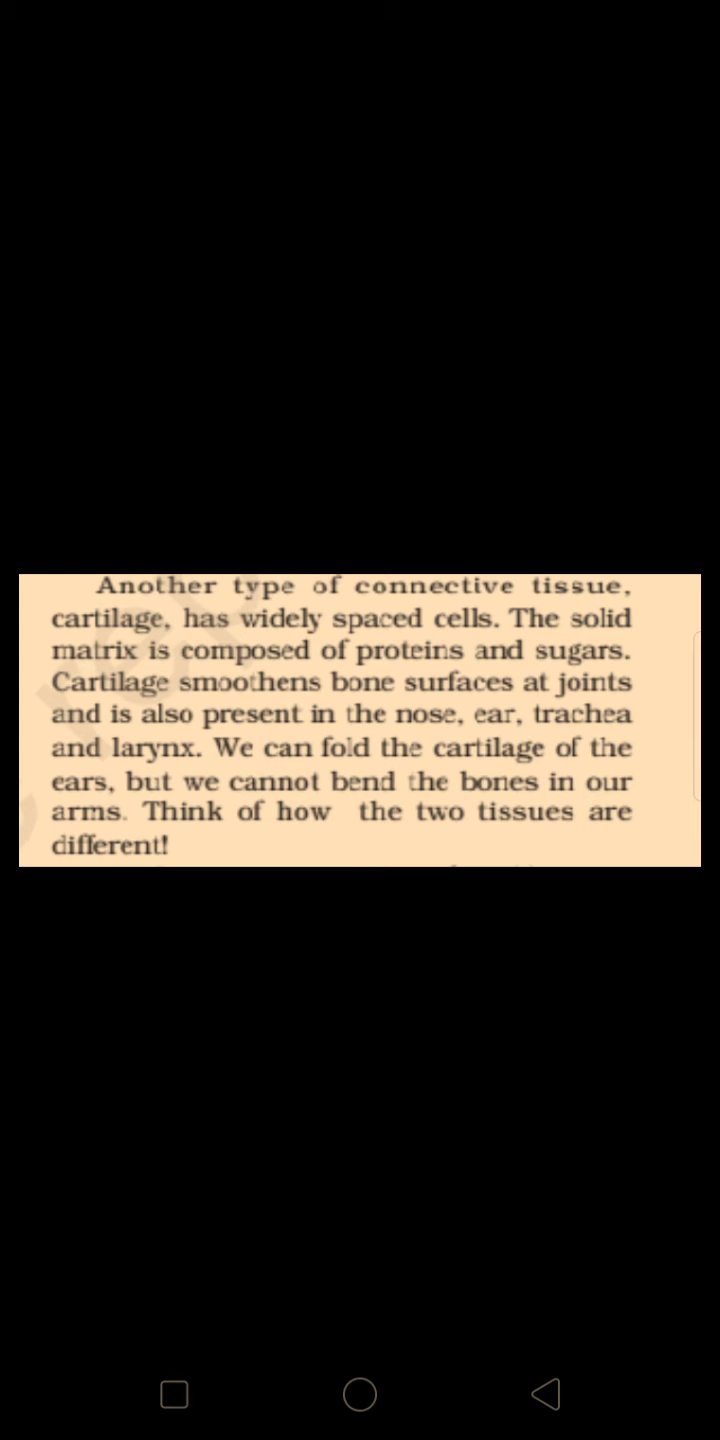 Another type of connective tissue,
cartilage, has widely spaced cells. The solid
matrix is composed of proteins and sugars.
Cartilage smoothens bone surfaces at joints
and is also present in the nose, ear, trachea
and larynx. We can fold the cartilage of the
ears, but we cannot bend the bones in our
arms. Think of how the two tissues are
different!